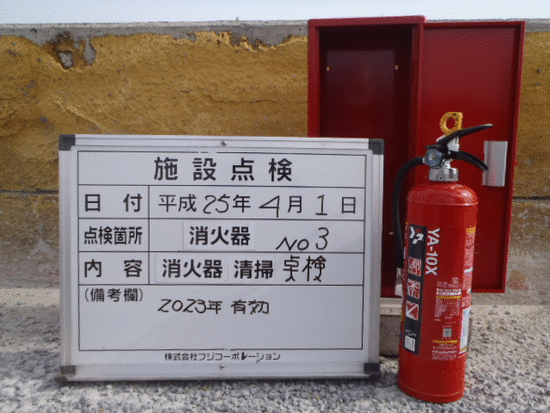 施設点検
日付 平成25年4月1日
点検箇所 消火器 No3
内容 消火器 清掃 点検
(備考欄)
2023年 有効
株式会社フジコーポレーション
YA-10X